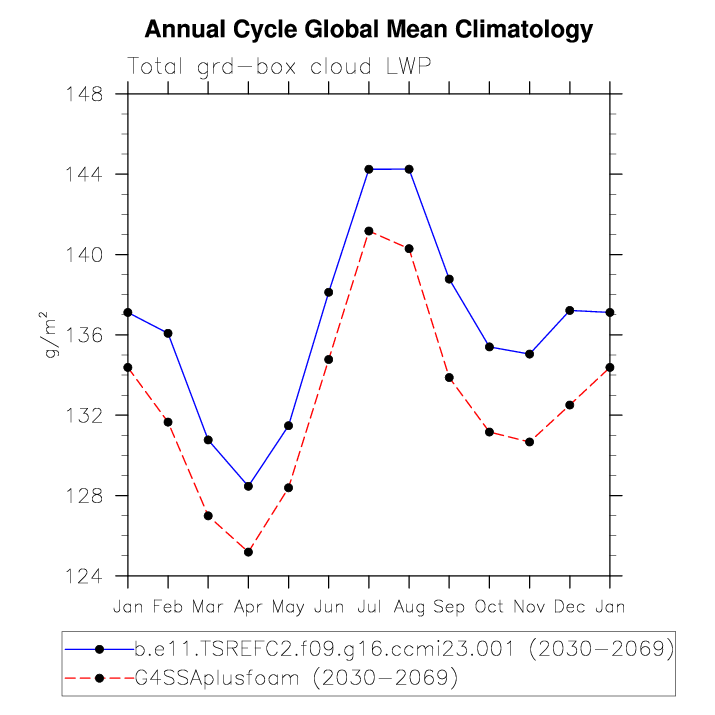 Annual Cycle Global Mean Climatology
Total grd-box cloud LWP
148
144
140
136
132
128
124
g/m²
Jan Feb Mar Apr May Jun Jul Aug Sep Oct Nov Dec Jan
b.e11.TSREFC2.f09.g16.ccmi23.001 (2030-2069)
G4SSAplusfoam (2030-2069)